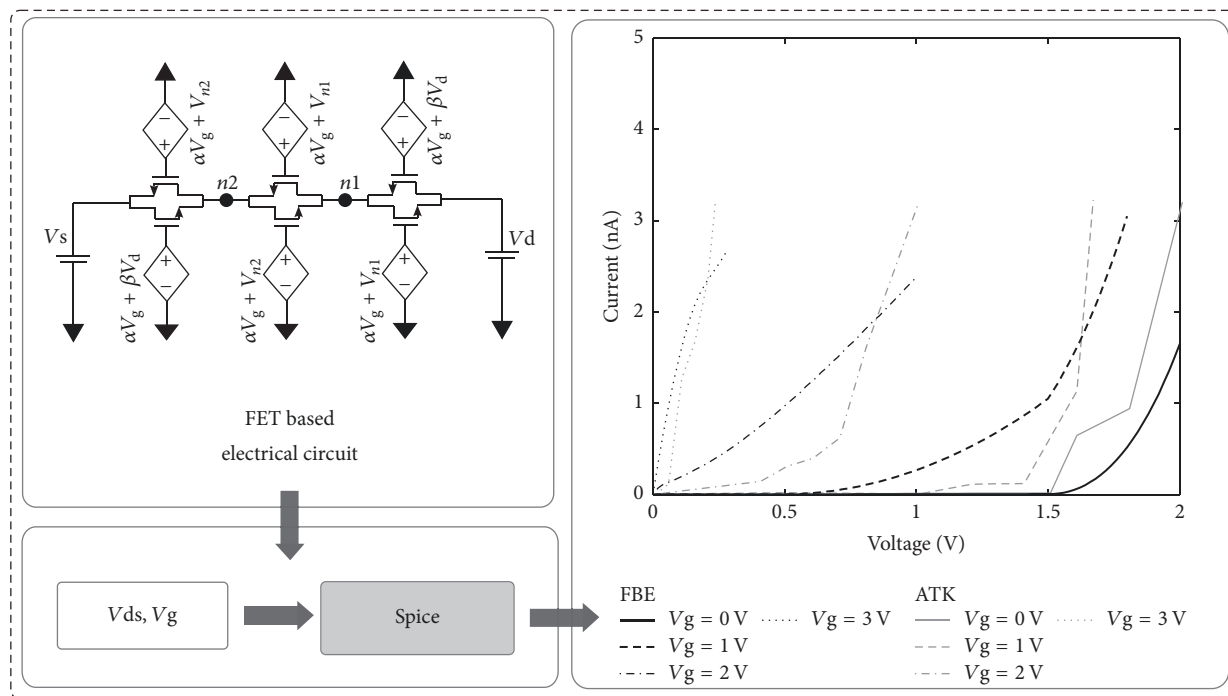 αVg + Vn2
αVg + Vn1
αVg + βVd
n2
n1
Vs
Vd
αVg + βVd
αVg + Vn2
αVg + Vn1
− + − + − +
+ − + − + −
FET based
electrical circuit
Vds, Vg
Spice
5
4
3
2
1
0
Current (nA)
0 0.5 1 1.5 2
Voltage (V)
FBE ATK
Vg = 0 V Vg = 3 V Vg = 0 V Vg = 3 V
Vg = 1 V Vg = 1 V
Vg = 2 V Vg = 2 V